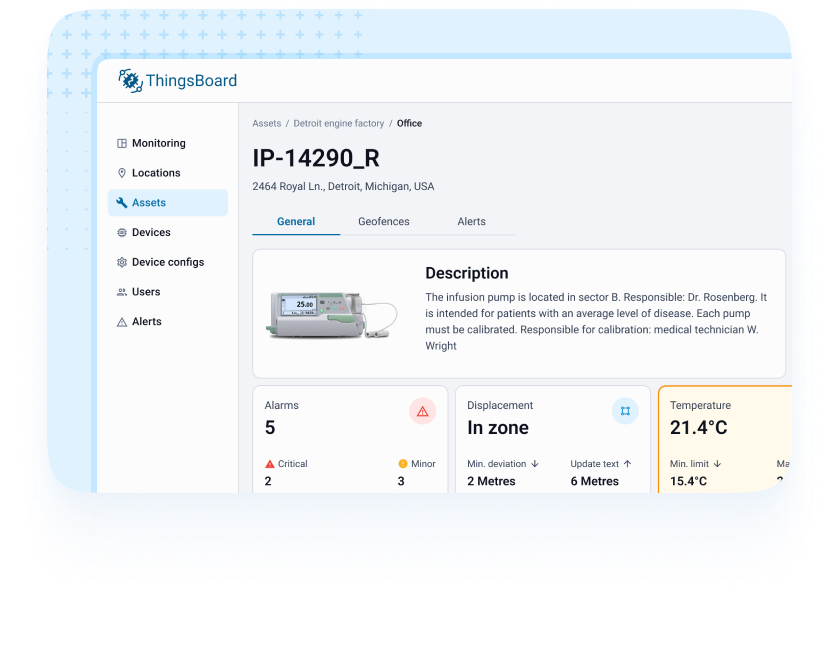 ThingsBoard
Assets / Detroit engine factory / Office
IP-14290_R
2464 Royal Ln., Detroit, Michigan, USA
Monitoring
Locations
Assets
Devices
Device configs
Users
Alerts
General Geofences Alerts
Description
The infusion pump is located in sector B. Responsible: Dr. Rosenberg. It
is intended for patients with an average level of disease. Each pump
must be calibrated. Responsible for calibration: medical technician W.
Wright
25.00
Alarms
5
Critical Minor
2 3
Displacement
In zone
Min. deviation Update text
2 Metres 6 Metres
Temperature
21.4°C
Min. limit
15.4°C